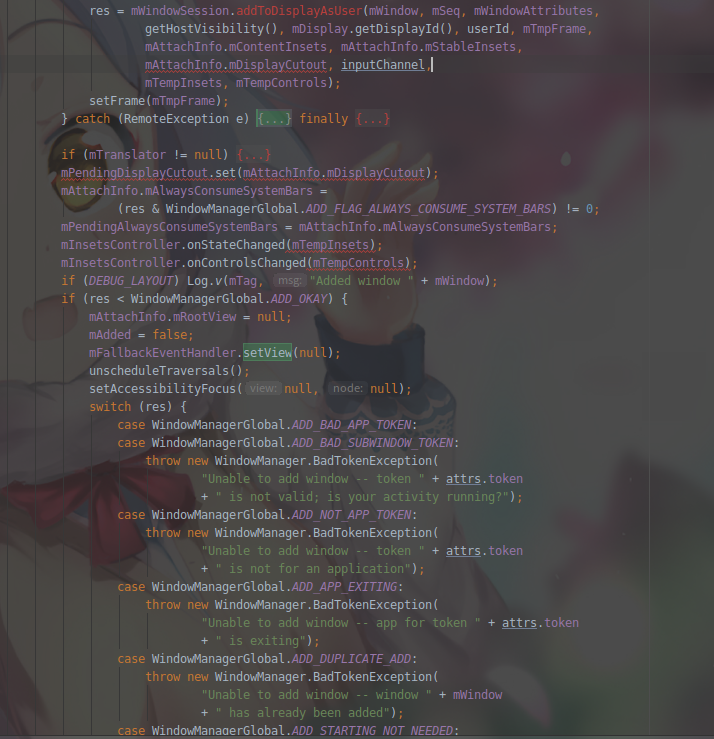 res = mWindowSession.addToDisplayAsUser(mWindow, mSeq, mWindowAttributes,
getHostVisibility(), mDisplay.getDisplayId(), userId, mTmpFrame,
mAttachInfo.mContentInsets, mAttachInfo.mStableInsets,
mAttachInfo.mDisplayCutout, inputChannel,
mTempInsets, mTempControls);
setFrame(mTmpFrame);
} catch (RemoteException e) {...} finally {...}
if (mTranslator != null) {...}
mPendingDisplayCutout.set(mAttachInfo.mDisplayCutout);
mAttachInfo.mAlwaysConsumeSystemBars =
(res & WindowManagerGlobal.ADD_FLAG_ALWAYS_CONSUME_SYSTEM_BARS) != 0;
mPendingAlwaysConsumeSystemBars = mAttachInfo.mAlwaysConsumeSystemBars;
mInsetsController.onStateChanged(mTempInsets);
mInsetsController.onControlsChanged(mTempControls);
if (DEBUG_LAYOUT) Log.v(mTag, msg: "Added window " + mWindow);
if (res < WindowManagerGlobal.ADD_OKAY) {
mAttachInfo.mRootView = null;
mAdded = false;
mFallbackEventHandler.setView(null);
unscheduleTraversals();
setAccessibilityFocus( view: null, node: null);
switch (res) {
case WindowManagerGlobal.ADD_BAD_APP_TOKEN:
case WindowManagerGlobal.ADD_BAD_SUBWINDOW_TOKEN:
throw new WindowManager.BadTokenException(
"Unable to add window -- token " + attrs.token
+ " is not valid; is your activity running?");
case WindowManagerGlobal.ADD_NOT_APP_TOKEN:
throw new WindowManager.BadTokenException(
"Unable to add window -- token " + attrs.token
+ " is not for an application");
case WindowManagerGlobal.ADD_APP_EXITING:
throw new WindowManager.BadTokenException(
"Unable to add window -- app for token " + attrs.token
+ " is exiting");
case WindowManagerGlobal.ADD_DUPLICATE_ADD:
throw new WindowManager.BadTokenException(
"Unable to add window -- window " + mWindow
+ " has already been added");
case WindowManagerGlobal.ADD_STARTING_NOT_NEEDED: